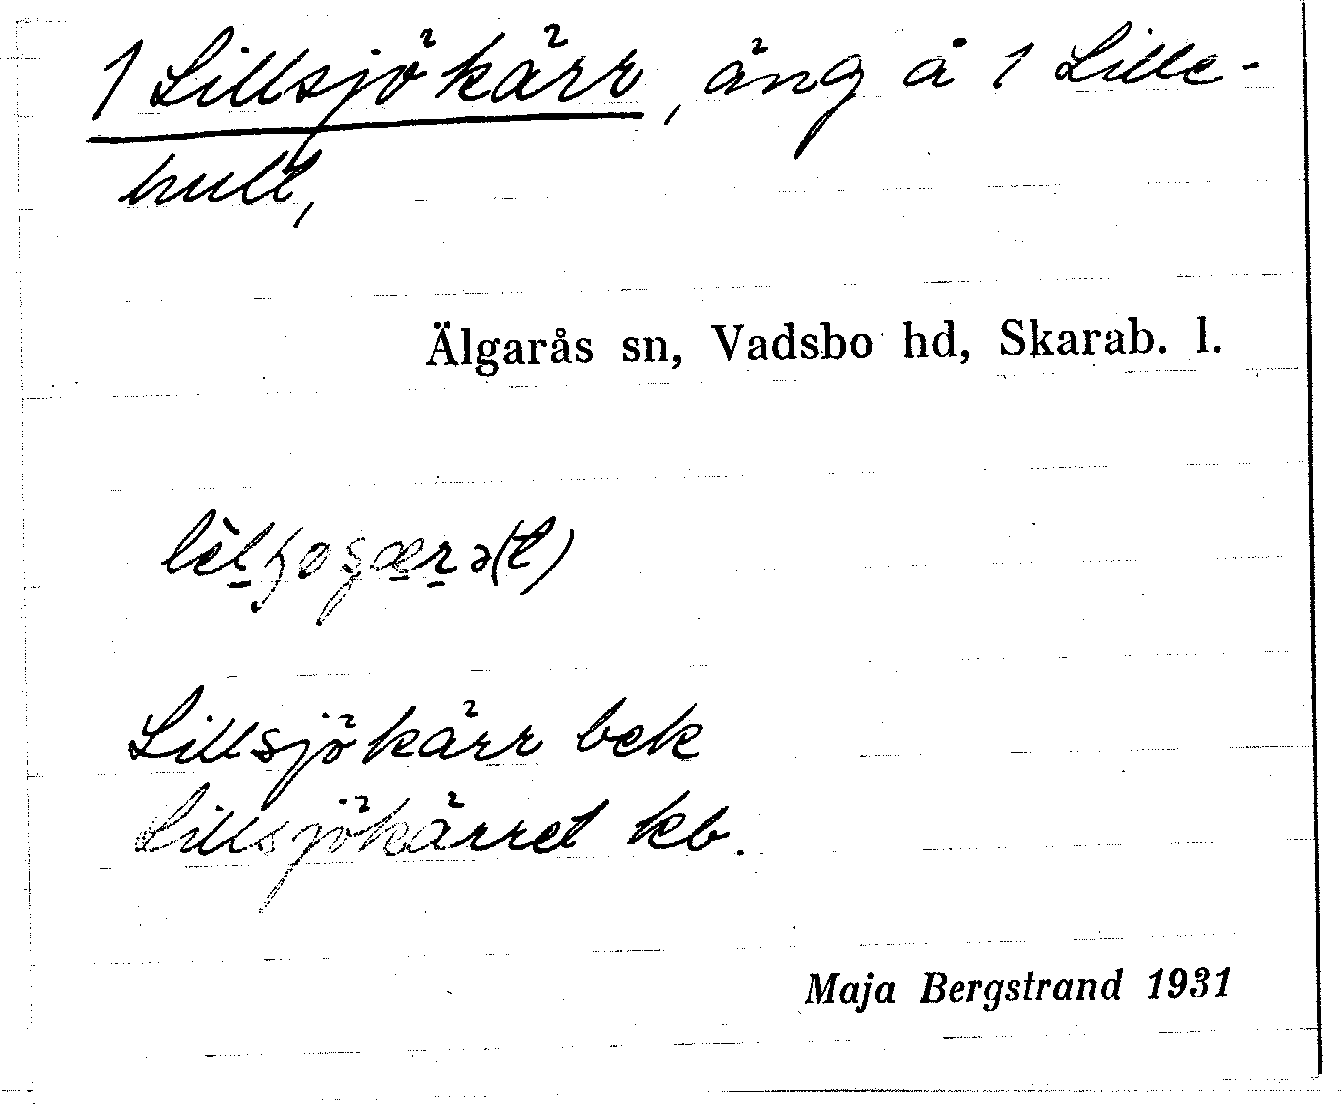 1 Lillsjökärr, äng å 1 Lille-
hult,
Älgarås sn, Vadsbo hd, Skarab. l.
Lillsjökärr bek
Lillsjökärret kb.
Maja Bergstrand 1931